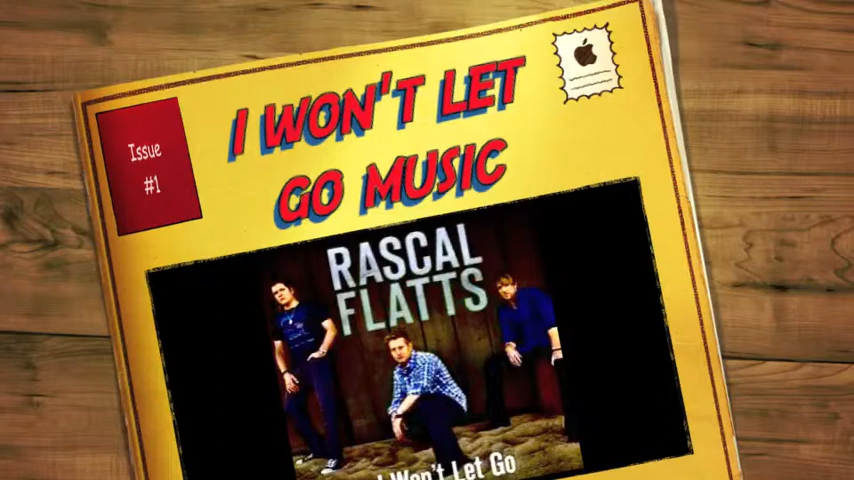 Issue
#1
I WON'T LET
GO MUSIC
RASCAL
FLATTS
I Won't Let Go